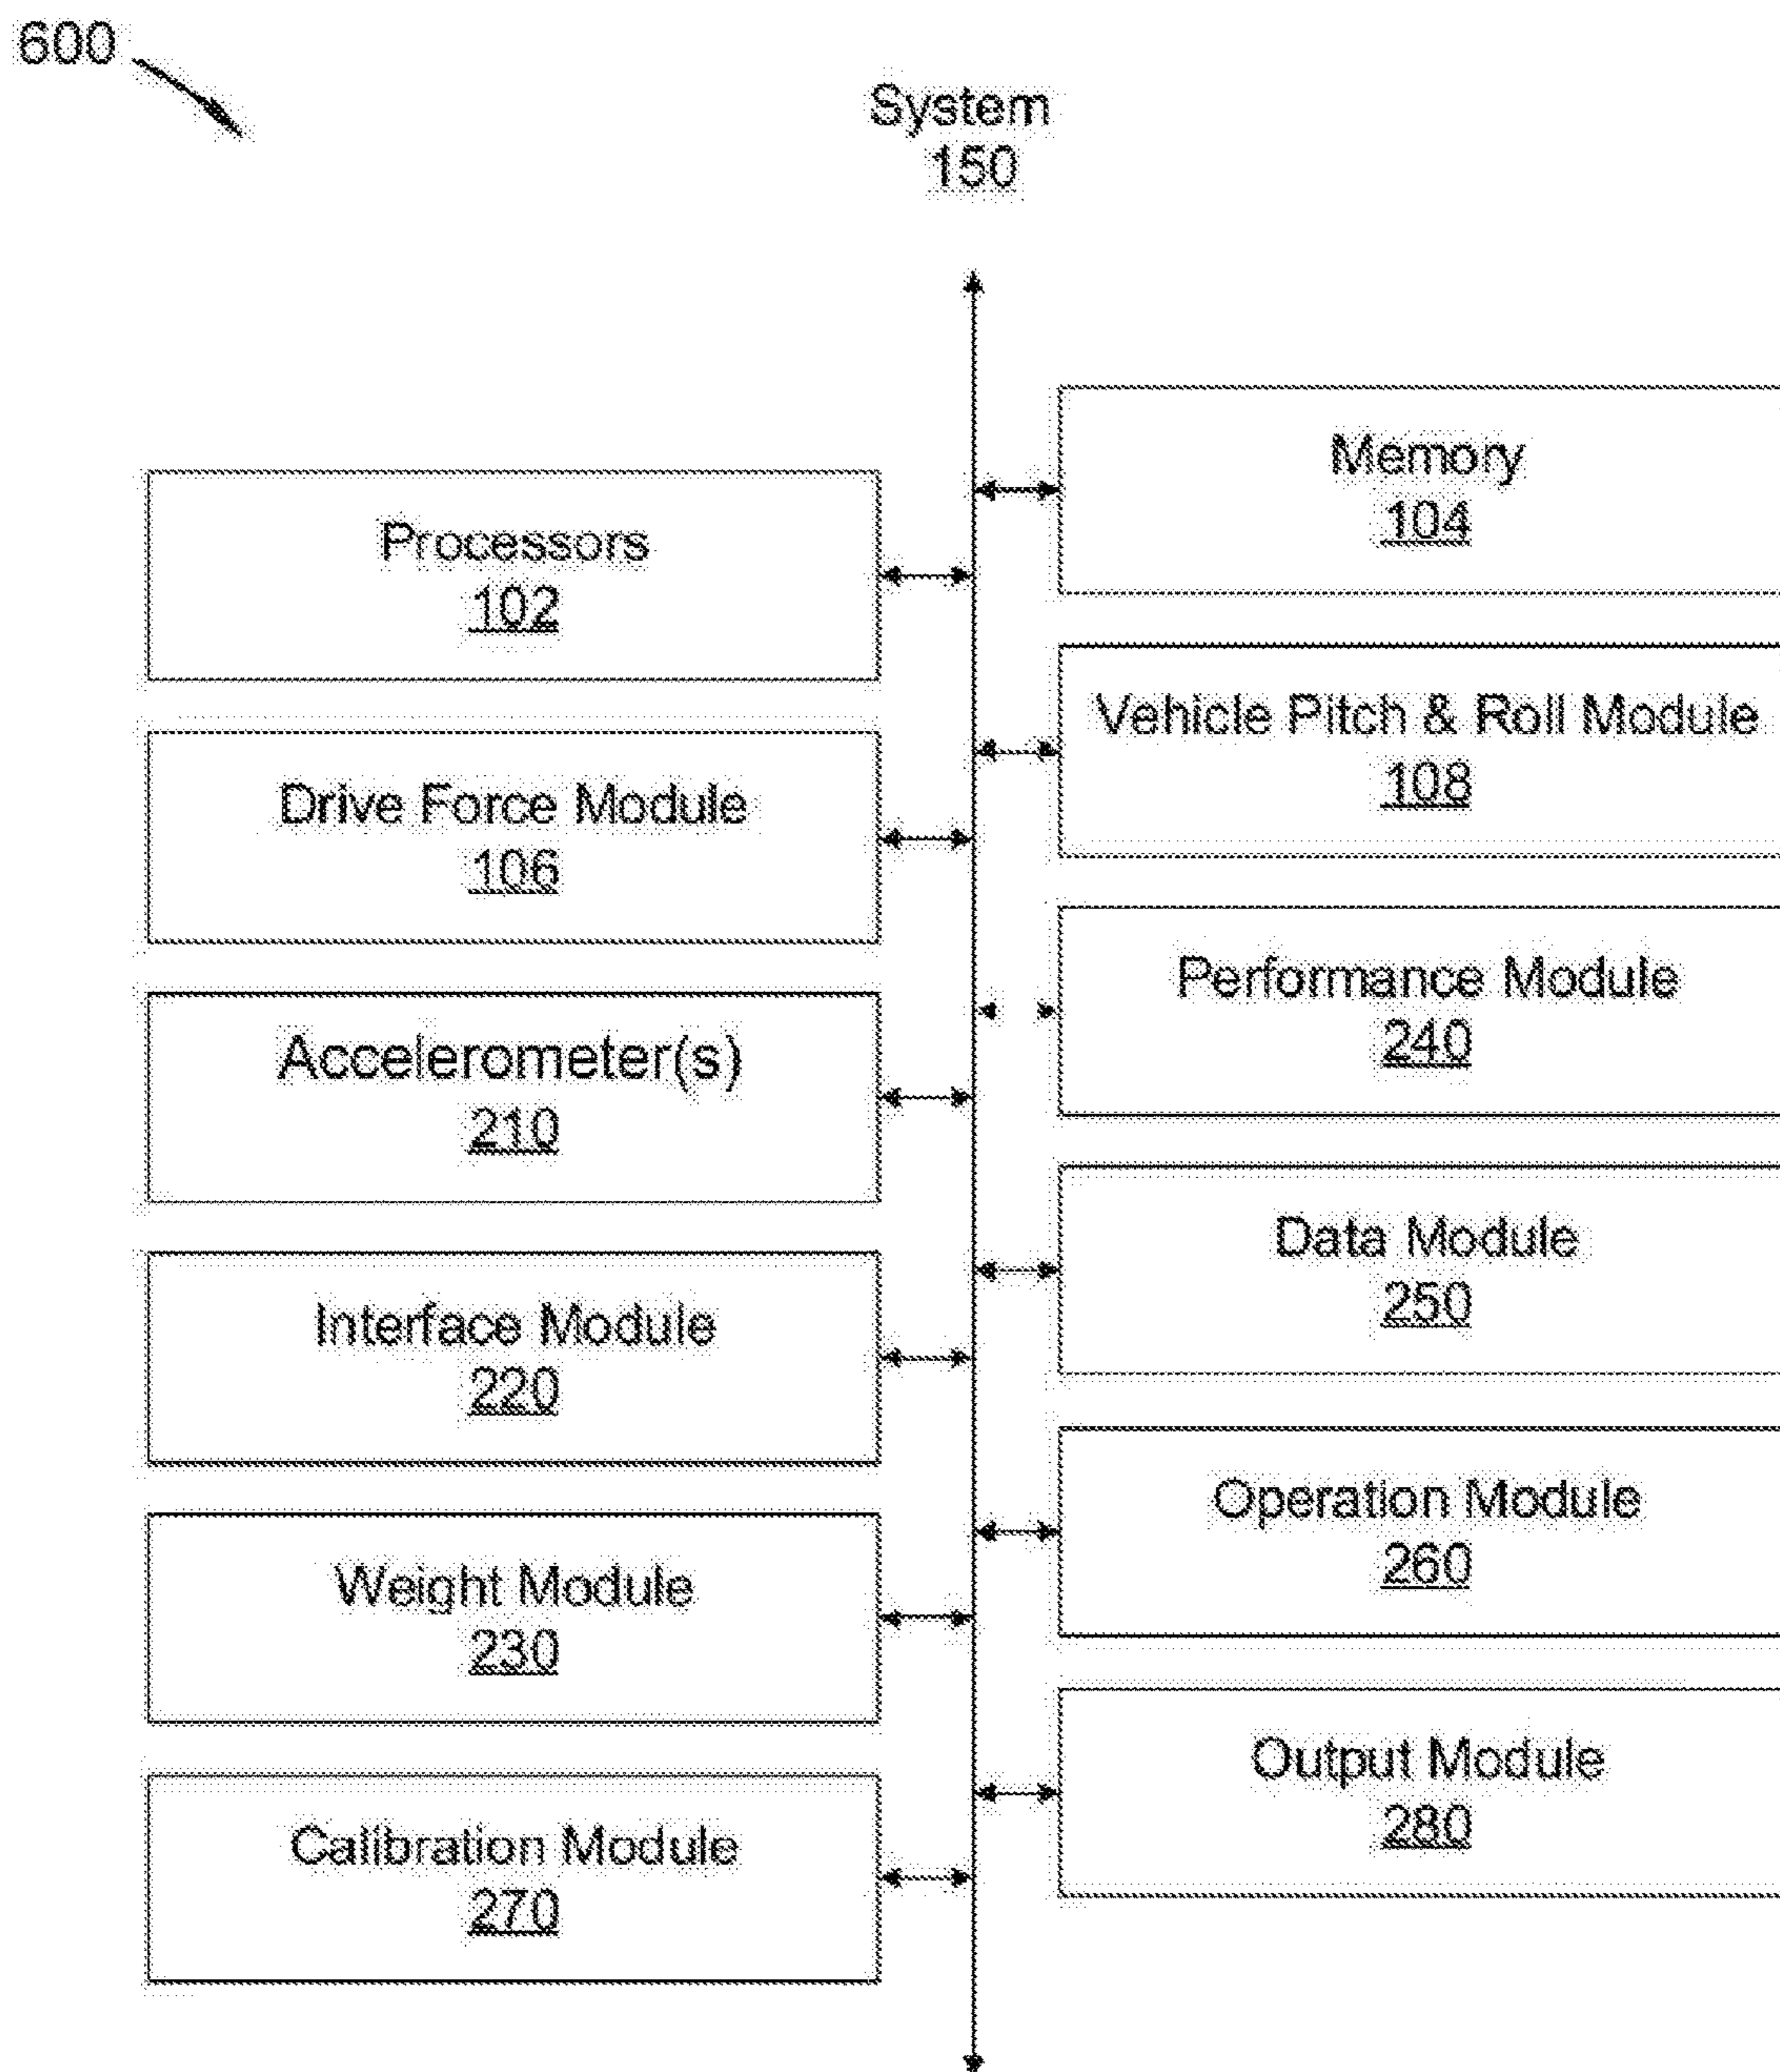 600
System
150
Processors
102
Drive Force Module
106
Accelerometer(s)
210
Interface Module
220
Weight Module
230
Calibration Module
270
Memory
104
Vehicle Pitch & Roll Module
108
Performance Module
240
Data Module
250
Operation Module
260
Output Module
280